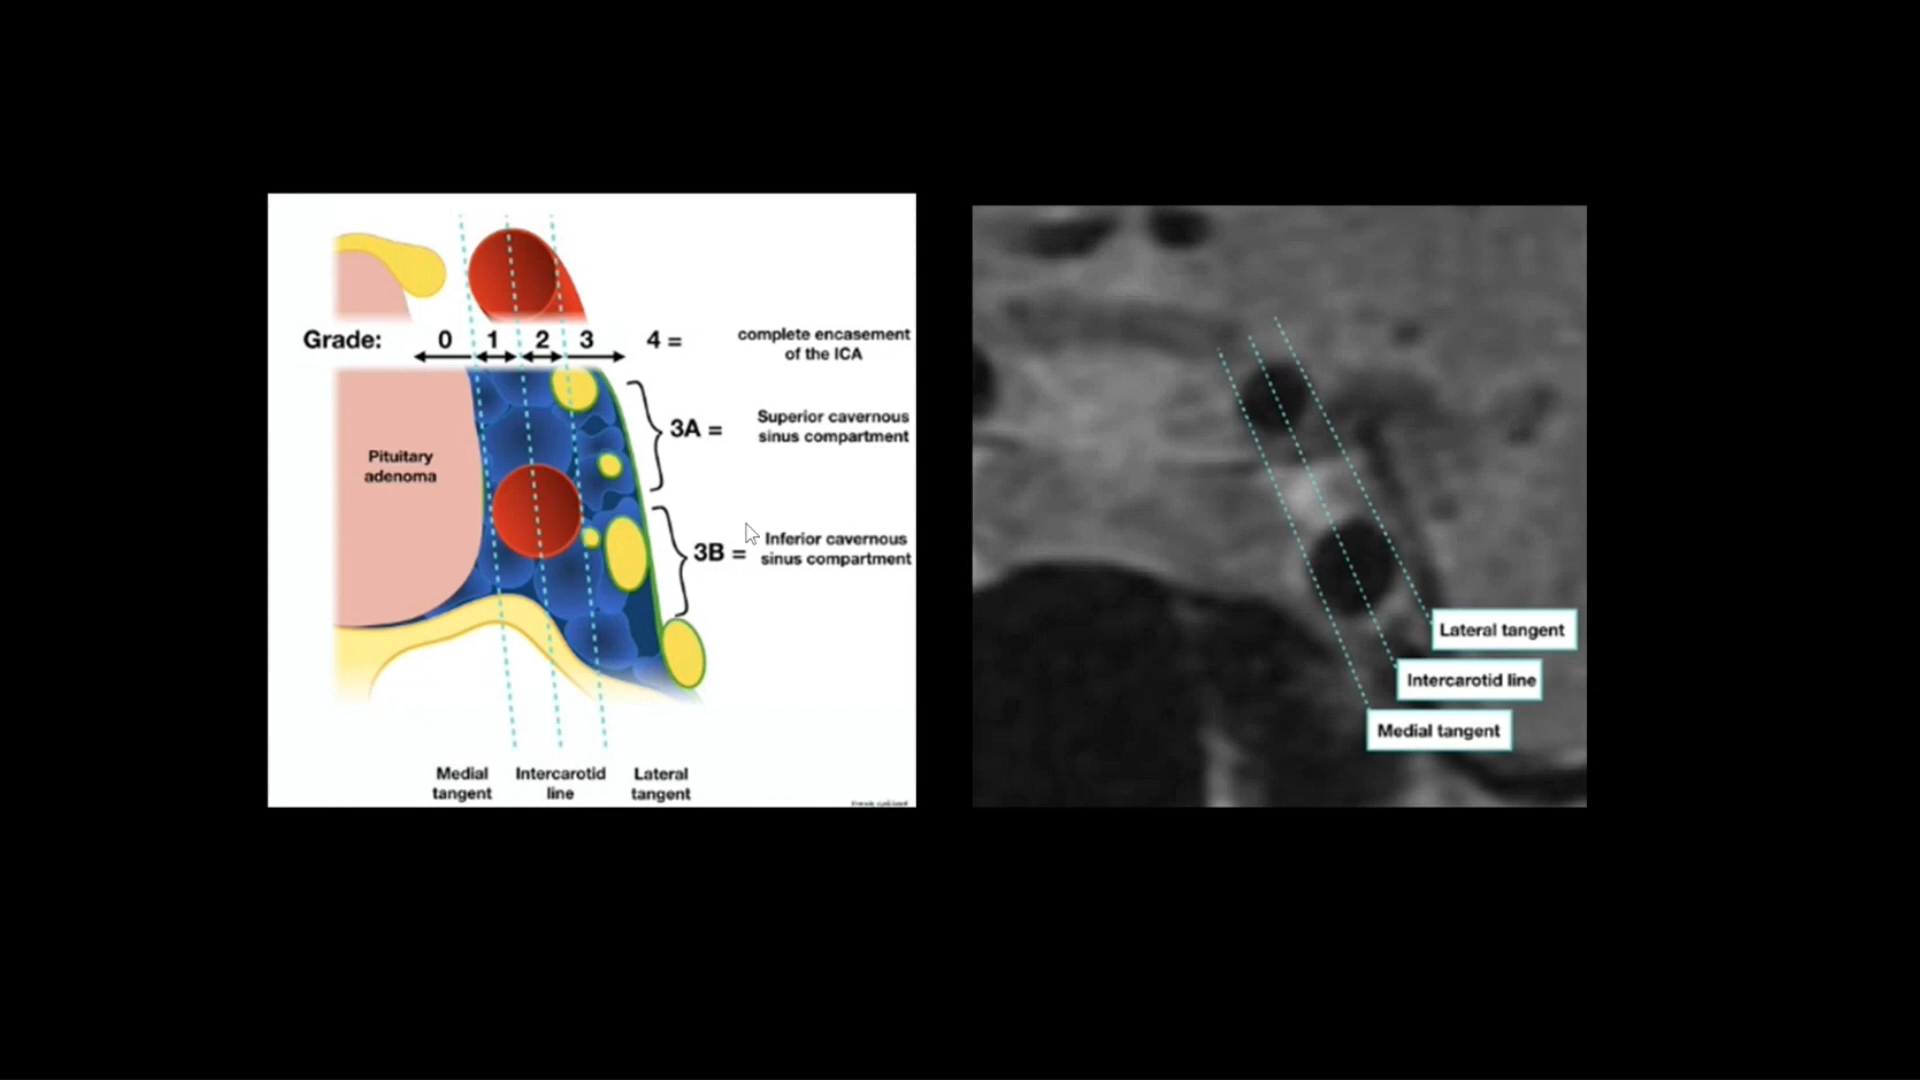 Grade: 0 1 2 3 4 = complete encasement
of the ICA
3A = Superior cavernous
sinus compartment
Pituitary
adenoma
3B = Inferior cavernous
sinus compartment
Medial
tangent
Intercarotid
line
Lateral
tangent
Lateral tangent
Intercarotid line
Medial tangent